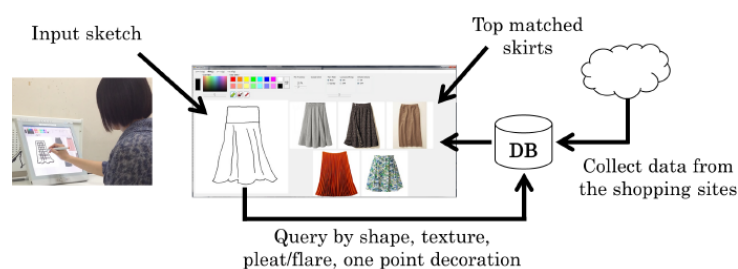 Input sketch
Top matched
skirts
DB
Collect data from
the shopping sites
Query by shape, texture,
pleat/flare, one point decoration